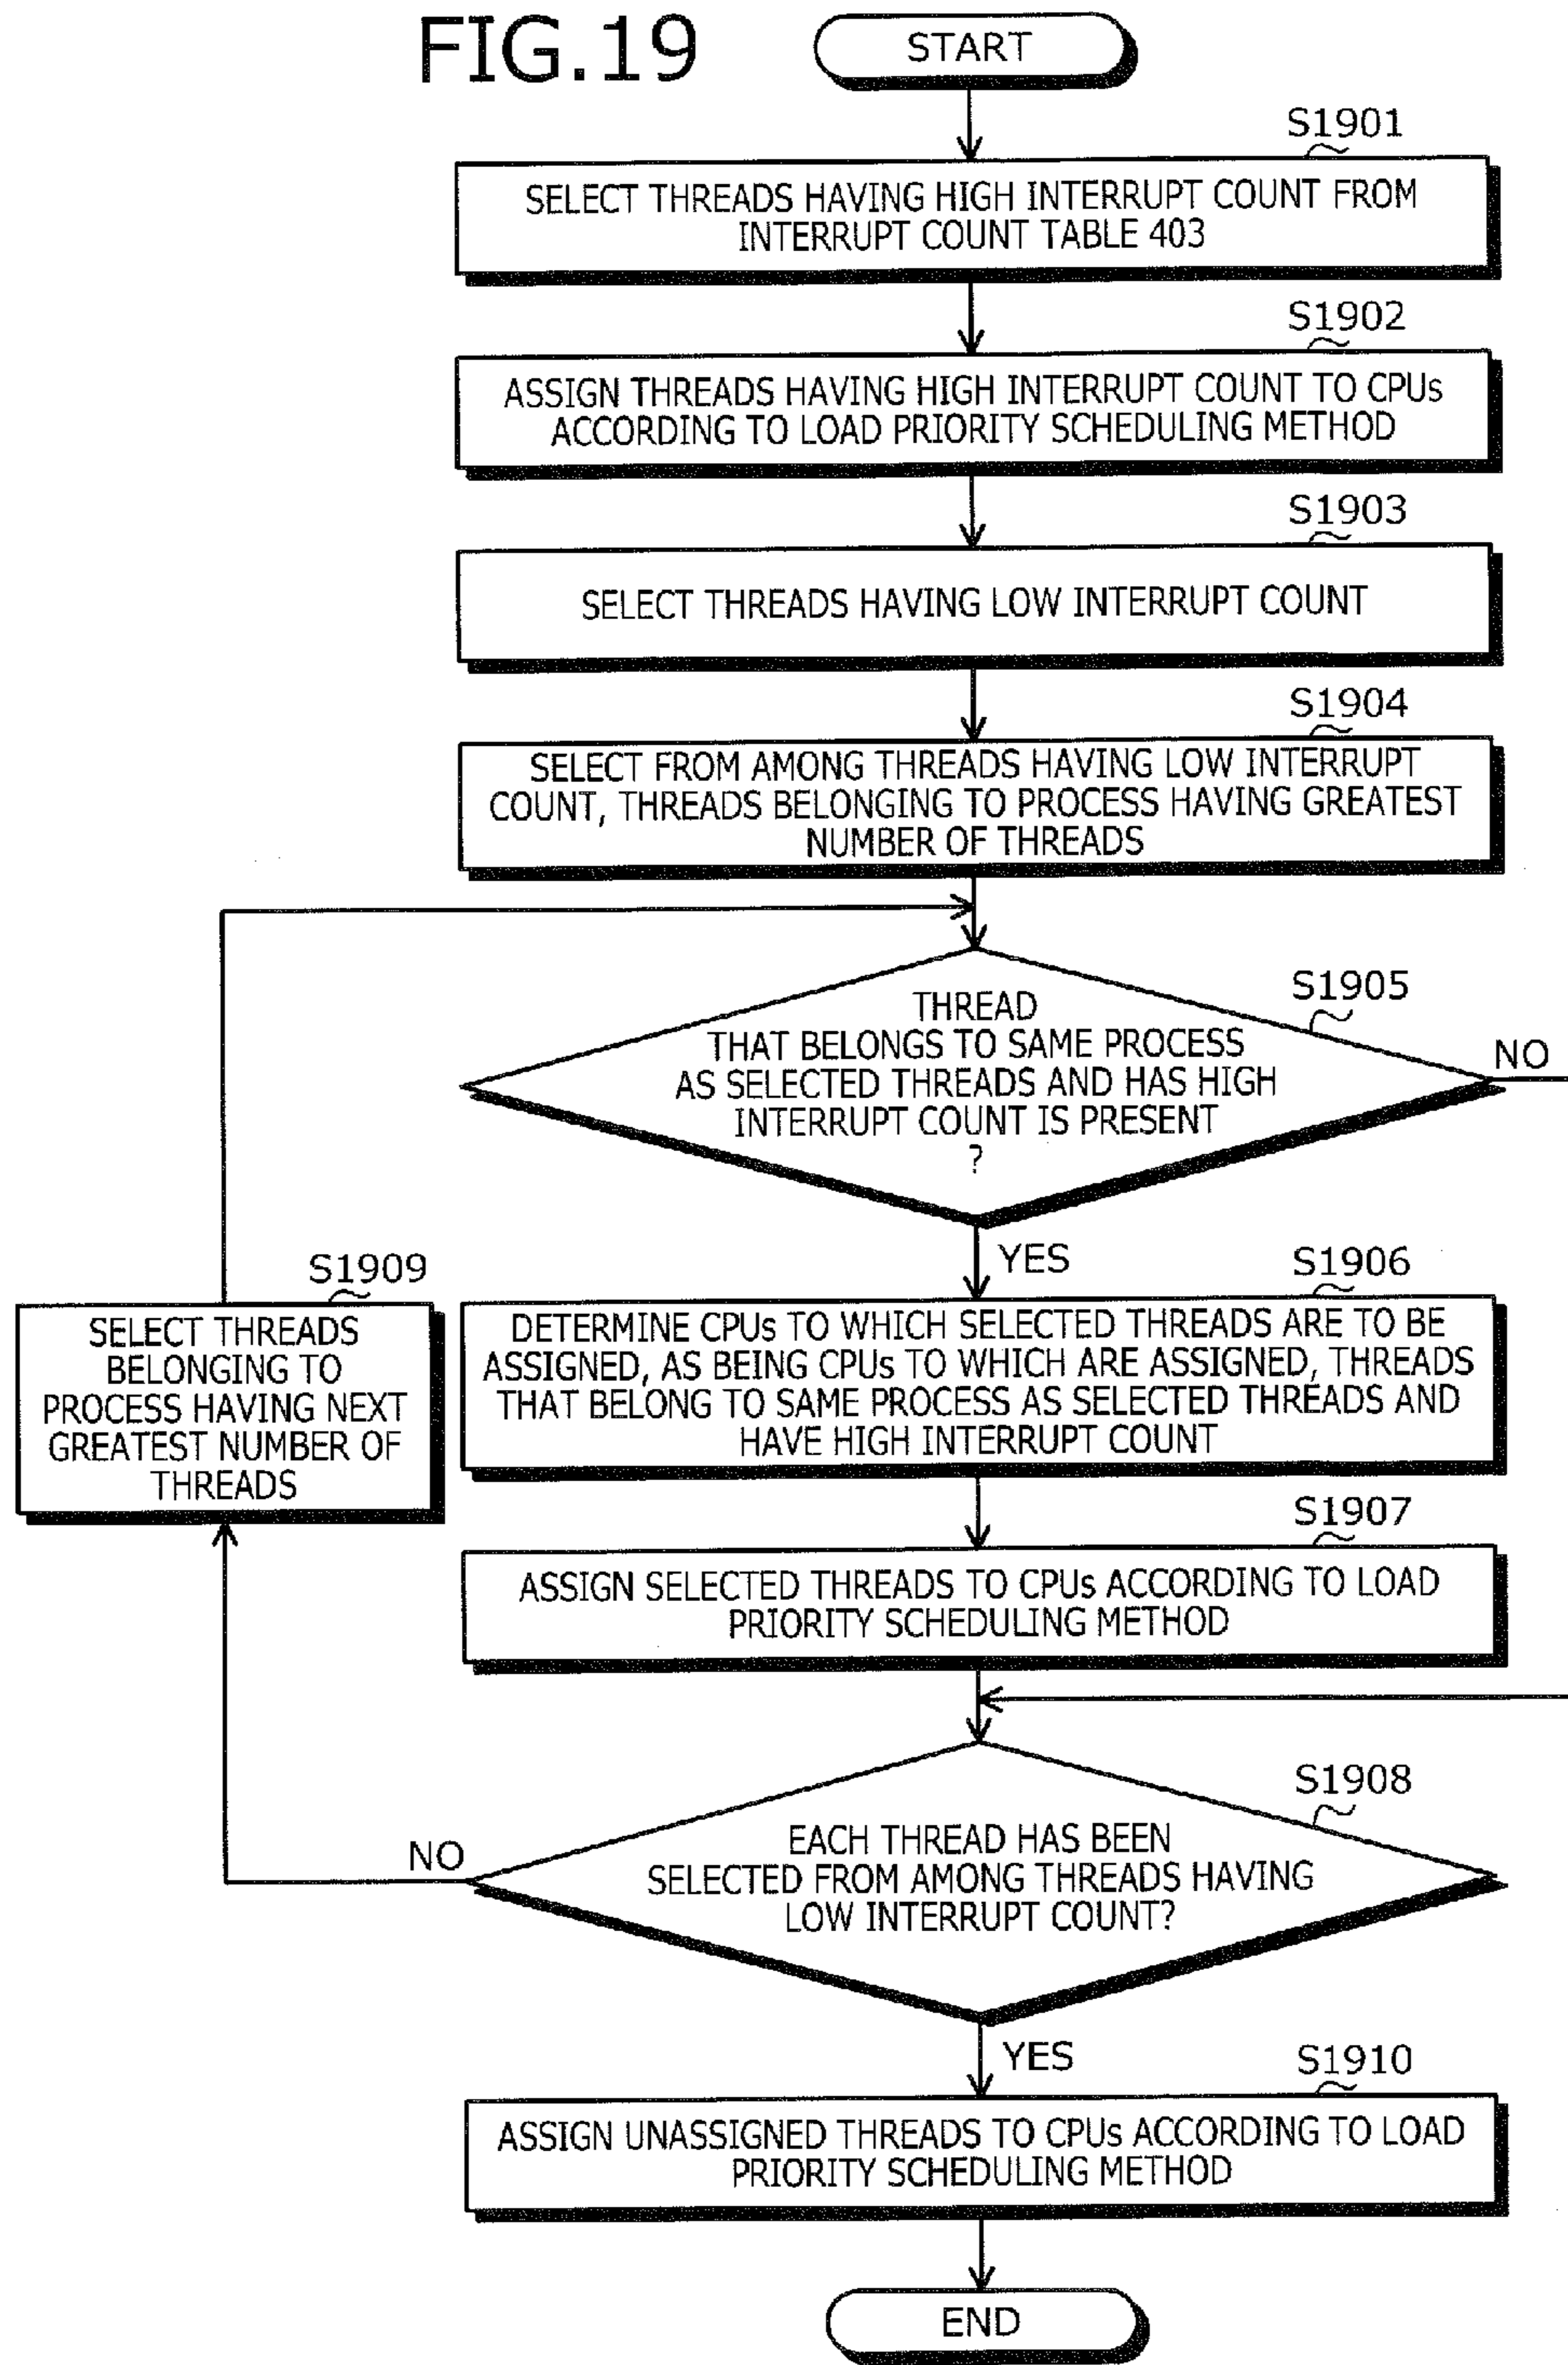 FIG.19
START
S1901
SELECT THREADS HAVING HIGH INTERRUPT COUNT FROM
INTERRUPT COUNT TABLE 403
S1902
ASSIGN THREADS HAVING HIGH INTERRUPT COUNT TO CPUs
ACCORDING TO LOAD PRIORITY SCHEDULING METHOD
S1903
SELECT THREADS HAVING LOW INTERRUPT COUNT
S1904
SELECT FROM AMONG THREADS HAVING LOW INTERRUPT
COUNT, THREADS BELONGING TO PROCESS HAVING GREATEST
NUMBER OF THREADS
S1905
THREAD
THAT BELONGS TO SAME PROCESS
AS SELECTED THREADS AND HAS HIGH
INTERRUPT COUNT IS PRESENT
?
NO
YES
S1906
DETERMINE CPUs TO WHICH SELECTED THREADS ARE TO BE
ASSIGNED, AS BEING CPUs TO WHICH ARE ASSIGNED, THREADS
THAT BELONG TO SAME PROCESS AS SELECTED THREADS AND
HAVE HIGH INTERRUPT COUNT
S1909
SELECT THREADS
BELONGING TO
PROCESS HAVING NEXT
GREATEST NUMBER OF
THREADS
S1907
ASSIGN SELECTED THREADS TO CPUs ACCORDING TO LOAD
PRIORITY SCHEDULING METHOD
S1908
EACH THREAD HAS BEEN
SELECTED FROM AMONG THREADS HAVING
LOW INTERRUPT COUNT?
NO
YES
S1910
ASSIGN UNASSIGNED THREADS TO CPUs ACCORDING TO LOAD
PRIORITY SCHEDULING METHOD
END